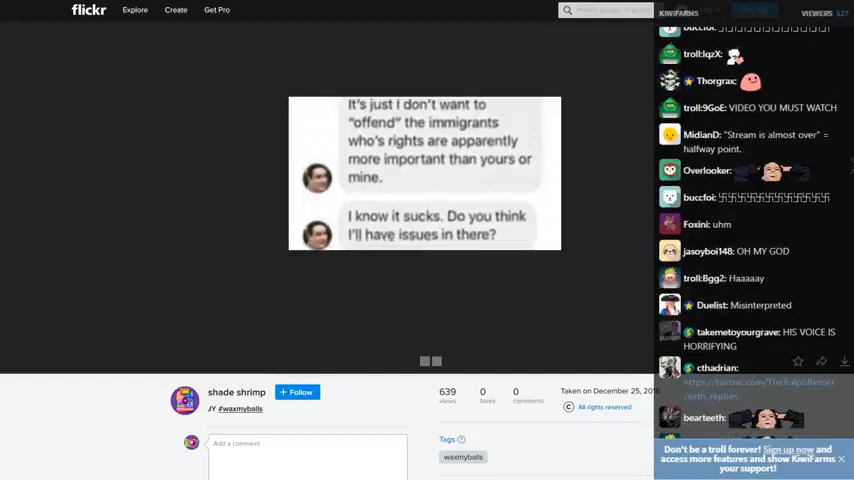 flickr
Explore
Create
Get Pro
KIWIFARMS
VIEWERS 527
It's just I don't want to
"offend" the immigrants
who's rights are apparently
more important than yours or
mine.
I know it sucks. Do you think
I'll have issues in there?
troll:IqzX:
Thorgrax:
troll:9GoE: VIDEO YOU MUST WATCH
MidianD: "Stream is almost over" =
halfway point.
Overlooker:
buccfoi:
Foxini: uhm
jasoyboi148: OH MY GOD
troll:Bgg2: Haaaaay
Duelist: Misinterpreted
takemetoyourgrave: HIS VOICE IS
HORRIFYING
cthadrian:
https://twitter.com/TheRalphRetort
/with_replies
bearteeth:
Don't be a troll forever! Sign up now and
access more features and show KiwiFarms
your support!
shade shrimp
+ Follow
JY #waxmyballs
Add a comment
639
views
0
faves
0
comments
Taken on December 25, 201
All rights reserved
Tags
waxmyballs